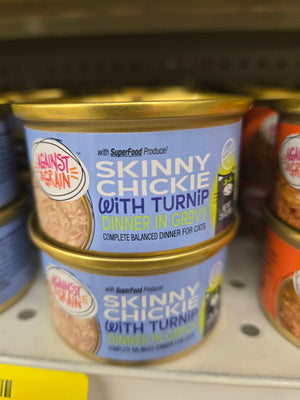 AGAINST
the GRAIN
with SuperFood Produce!
SKINNY
CHICKIE
WITH TURNIP
DINNER IN GRAVY
COMPLETE BALANCED DINNER FOR CATS
AGAINST
the GRAIN
with SuperFood Produce!
SKINNY
CHICKIE
WITH TURNIP
DINNER IN GRAVY
COMPLETE BALANCED DINNER FOR CATS